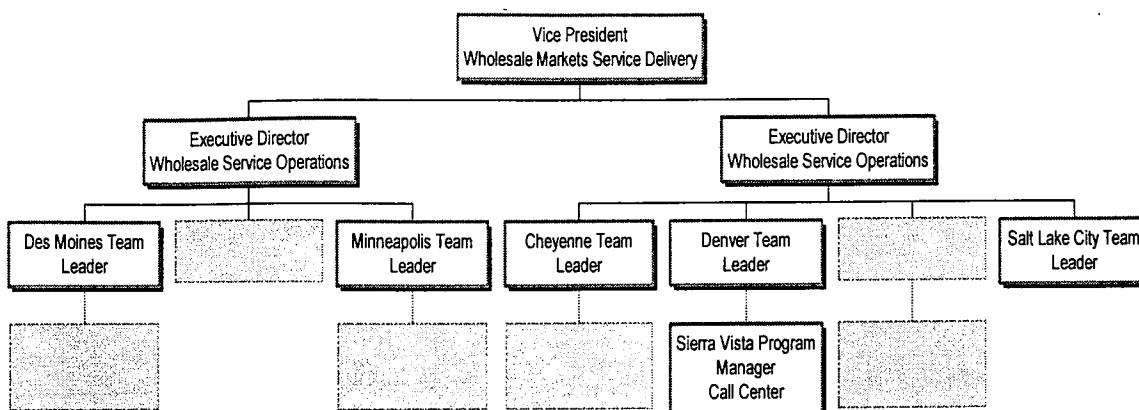 Vice President
Wholesale Markets Service Delivery
Executive Director
Wholesale Service Operations
Executive Director
Wholesale Service Operations
Des Moines Team
Leader
Minneapolis Team
Leader
Cheyenne Team
Leader
Denver Team
Leader
Salt Lake City Team
Leader
Sierra Vista Program
Manager
Call Center